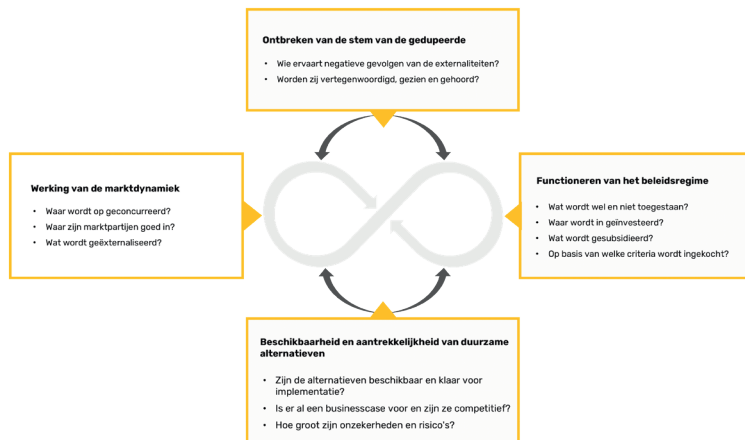 Ontbreken van de stem van de gedupeerde
• Wie ervaart negatieve gevolgen van de externaliteiten?
• Worden zij vertegenwoordigd, gezien en gehoord?
Werking van de marktdynamiek
• Waar wordt op geconcurreerd?
• Waar zijn marktpartijen goed in?
• Wat wordt geëxternaliseerd?
Functioneren van het beleidsregime
• Wat wordt wel en niet toegestaan?
• Waar wordt in geïnvesteerd?
• Wat wordt gesubsidieerd?
• Op basis van welke criteria wordt ingekocht?
Beschikbaarheid en aantrekkelijkheid van duurzame
alternatieven
• Zijn de alternatieven beschikbaar en klaar voor
implementatie?
• Is er al een businesscase voor en zijn ze competitief?
• Hoe groot zijn onzekerheden en risico's?